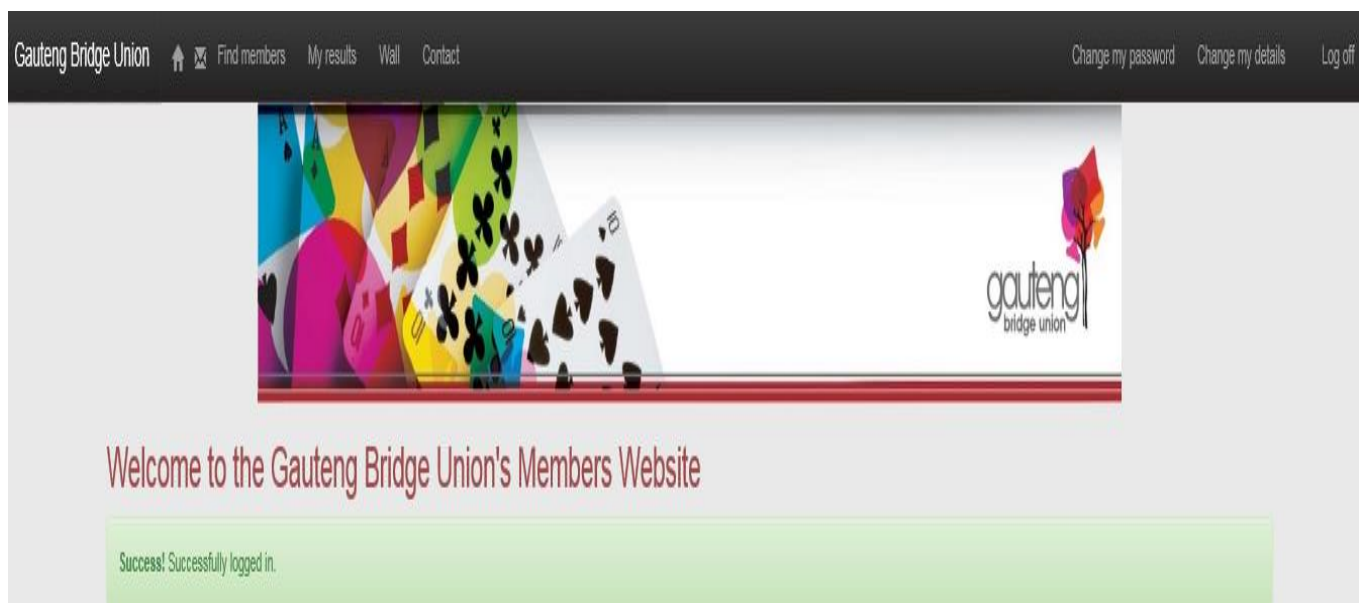 Gauteng Bridge Union Find members My results Wall Contact Change my password Change my details Log off
gauteng
bridge union
Welcome to the Gauteng Bridge Union's Members Website
Success! Successfully logged in.